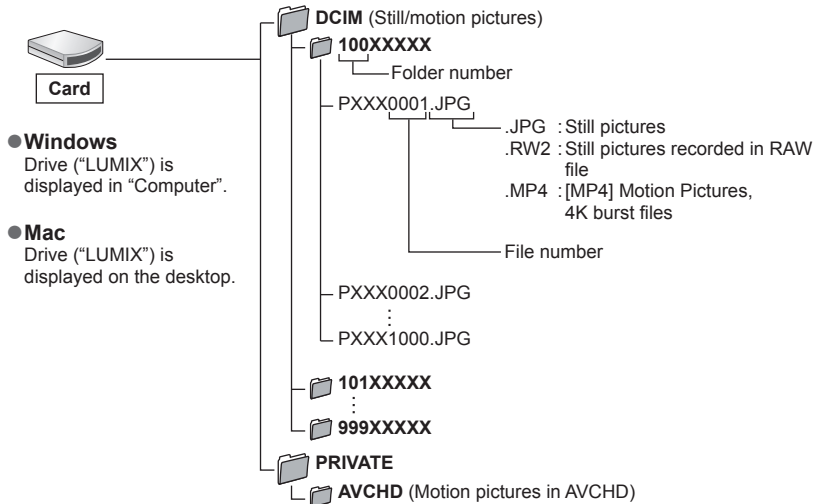 DCIM (Still/motion pictures)
100XXXXX
Folder number
Card
PXXX0001.JPG
.JPG : Still pictures
.RW2 : Still pictures recorded in RAW
file
.MP4 : [MP4] Motion Pictures,
4K burst files
File number
●Windows
Drive ("LUMIX") is
displayed in “Computer”.
●Mac
Drive ("LUMIX") is
displayed on the desktop.
PXXX0002.JPG
PXXX1000.JPG
101XXXXX
999XXXXX
PRIVATE
AVCHD (Motion pictures in AVCHD)